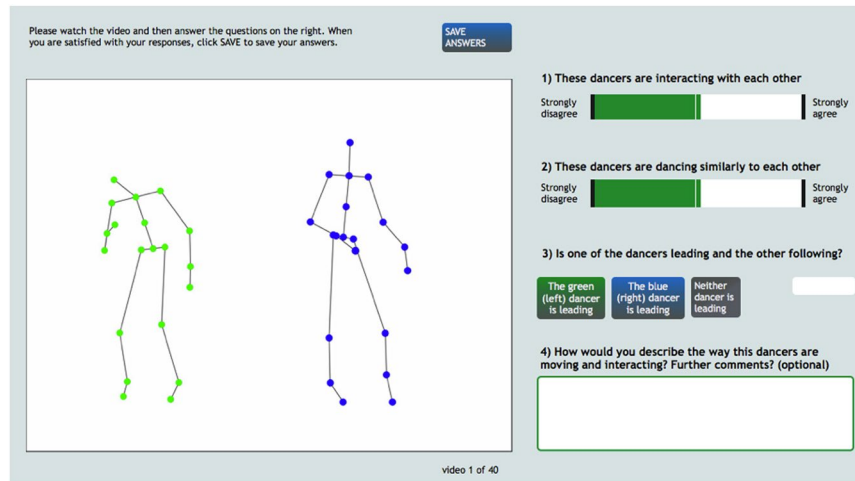 Please watch the video and then answer the questions on the right. When
you are satisfied with your responses, click SAVE to save your answers.
SAVE
ANSWERS
1) These dancers are interacting with each other
Strongly
disagree
Strongly
agree
2) These dancers are dancing similarly to each other
Strongly
disagree
Strongly
agree
3) Is one of the dancers leading and the other following?
The green
(left) dancer
is leading
The blue
(right) dancer
is leading
Neither
dancer is
leading
4) How would you describe the way this dancers are
moving and interacting? Further comments? (optional)
video 1 of 40